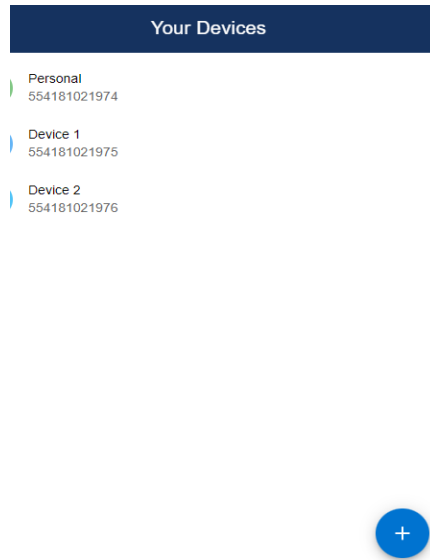 Your Devices
Personal
554181021974
Device 1
554181021975
Device 2
554181021976
+